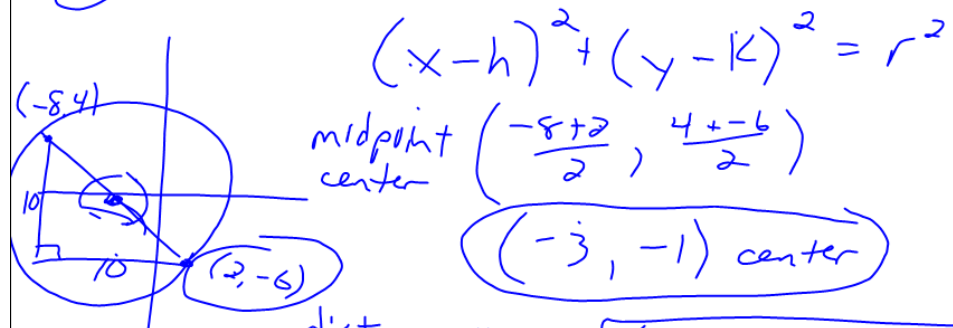 (x-h)² + (y-k)² = r²
(-8,4)
midpoint (-8+2/2, 4+-6/2)
center
10
10
(2,-6)
(-3, -1) center
dist